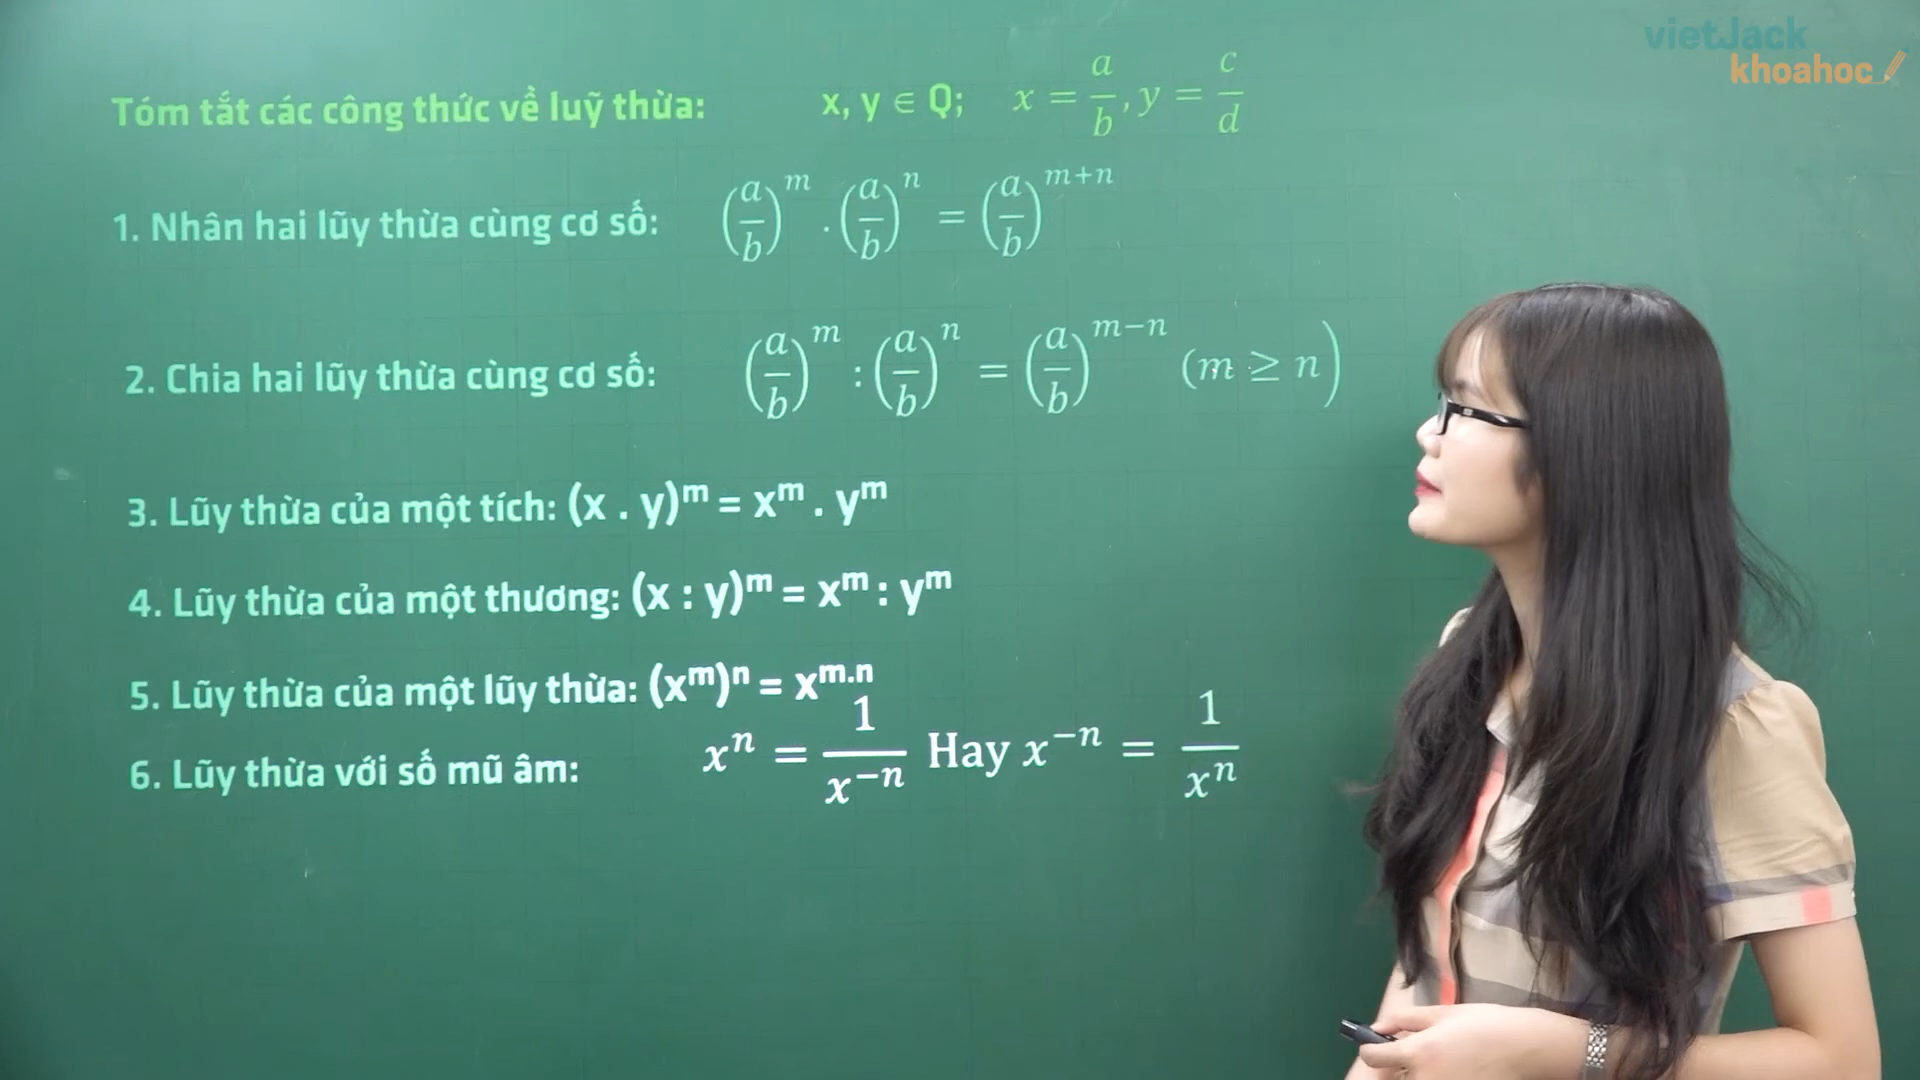 vietJack
khoahoc
Tóm tắt các công thức về luỹ thừa: x, y ∈ Q; x = a/b, y = c/d
1. Nhân hai lũy thừa cùng cơ số: (a/b)^m . (a/b)^n = (a/b)^(m+n)
2. Chia hai lũy thừa cùng cơ số: (a/b)^m : (a/b)^n = (a/b)^(m−n) (m ≥ n)
3. Lũy thừa của một tích: (x . y)^m = x^m . y^m
4. Lũy thừa của một thương: (x : y)^m = x^m : y^m
5. Lũy thừa của một lũy thừa: (x^m)^n = x^(m.n)
6. Lũy thừa với số mũ âm: x^n = 1/x^(−n) Hay x^(−n) = 1/x^n